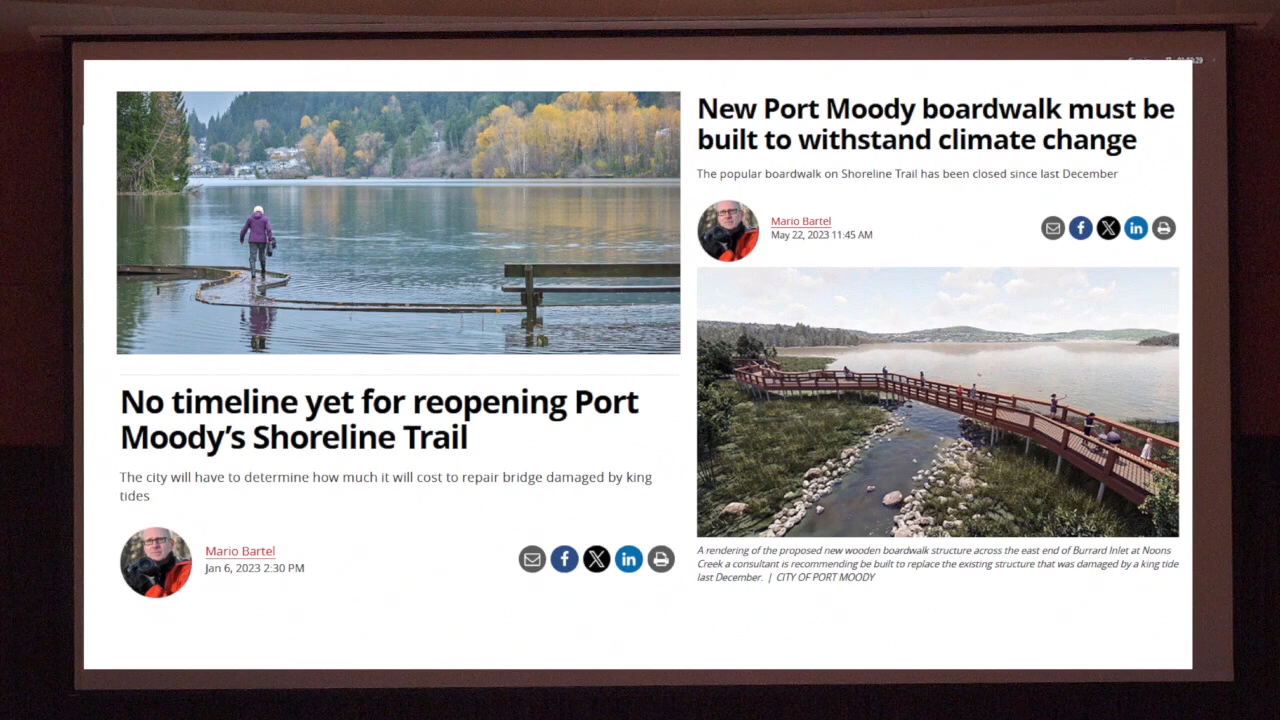 No timeline yet for reopening Port
Moody’s Shoreline Trail
The city will have to determine how much it will cost to repair bridge damaged by king
tides
Mario Bartel
Jan 6, 2023 2:30 PM
New Port Moody boardwalk must be
built to withstand climate change
The popular boardwalk on Shoreline Trail has been closed since last December
Mario Bartel
May 22, 2023 11:45 AM
A rendering of the proposed new wooden boardwalk structure across the east end of Burrard Inlet at Noons
Creek a consultant is recommending be built to replace the existing structure that was damaged by a king tide
last December. | CITY OF PORT MOODY